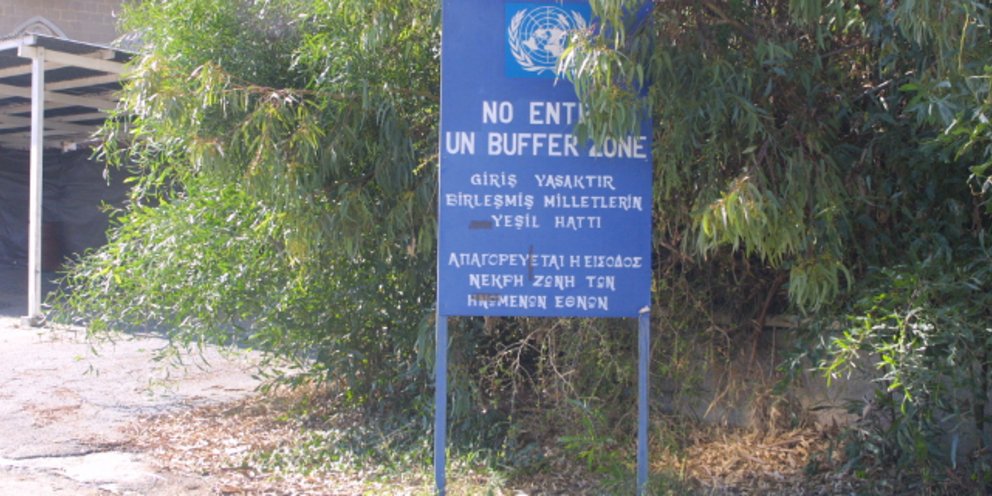 NO ENT
UN BUFFER ZONE
GİRİŞ YASAKTIR
BİRLEŞMİŞ MİLLETLERİN
YEŞİL HATTI
ΑΠΑΓΟΡΕΥΕΤΑΙ Η ΕΙΣΟΔΟΣ
ΝΕΚΡΗ ΖΩΝΗ ΤΩΝ
ΗΝΩΜΕΝΩΝ ΕΘΝΩΝ